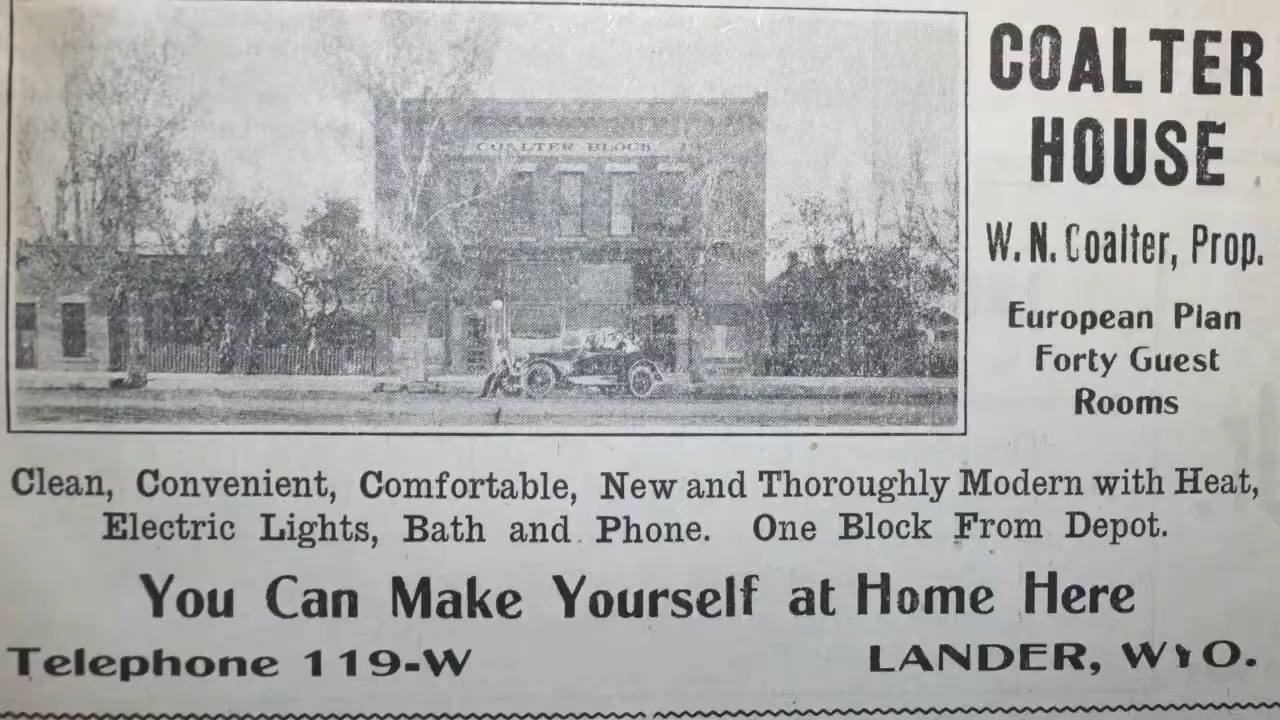 COALTER BLOCK
COALTER
HOUSE
W. N. Coalter, Prop.
European Plan
Forty Guest
Rooms
Clean, Convenient, Comfortable, New and Thoroughly Modern with Heat,
Electric Lights, Bath and Phone. One Block From Depot.
You Can Make Yourself at Home Here
Telephone 119-W
LANDER, WYO.